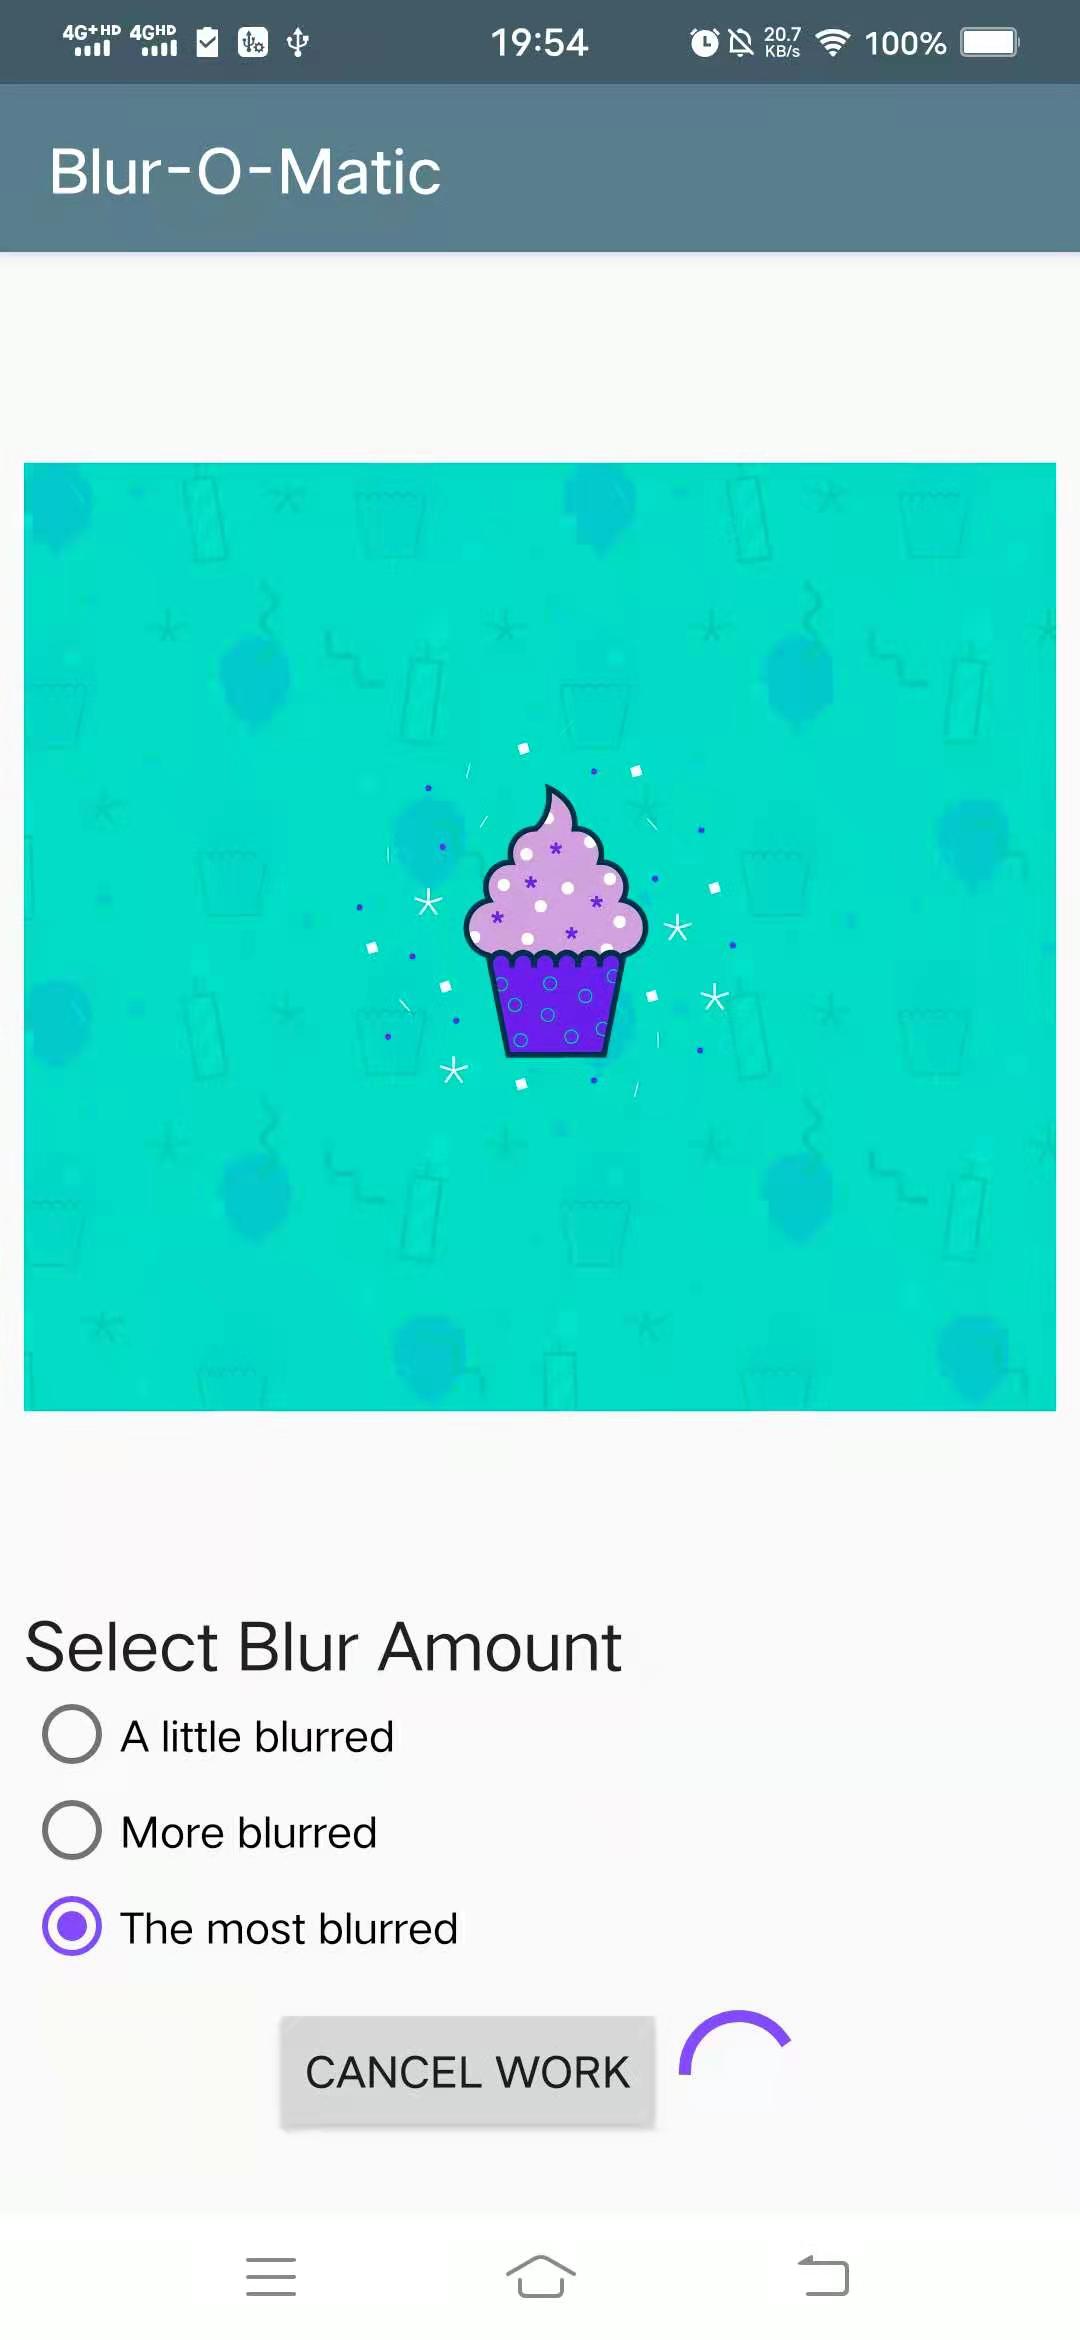 4G+HD 4GHD 19:54 20.7 KB/s 100%
Blur-O-Matic
Select Blur Amount
A little blurred
More blurred
The most blurred
CANCEL WORK